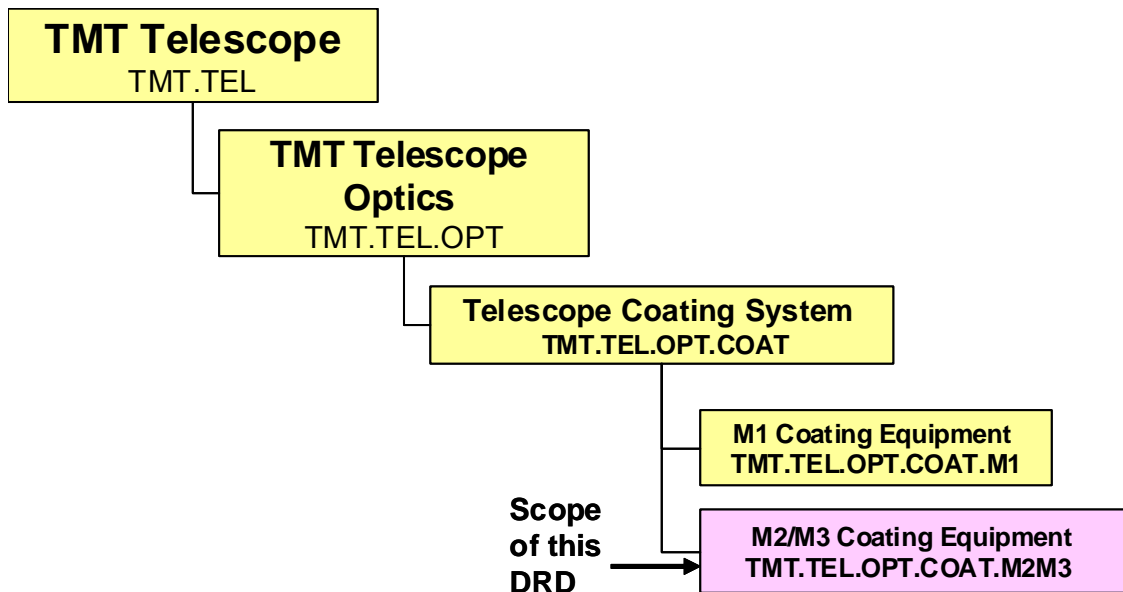 TMT Telescope
TMT.TEL
TMT Telescope
Optics
TMT.TEL.OPT
Telescope Coating System
TMT.TEL.OPT.COAT
M1 Coating Equipment
TMT.TEL.OPT.COAT.M1
Scope
of this
DRD
M2/M3 Coating Equipment
TMT.TEL.OPT.COAT.M2M3